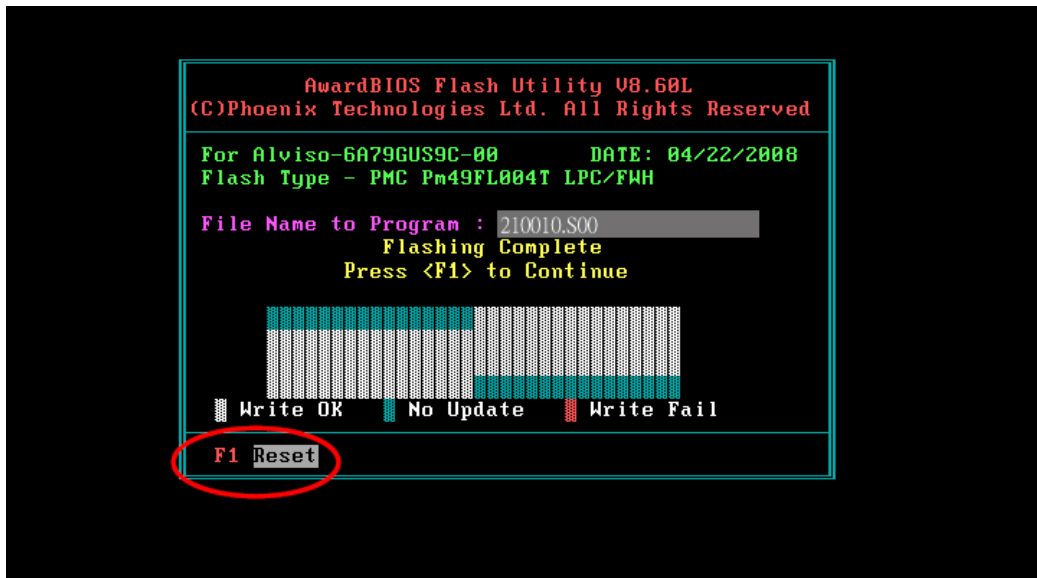 AwardBIOS Flash Utility V8.60L
(C)Phoenix Technologies Ltd. All Rights Reserved
For Alviso-6A79GUS9C-00 DATE: 04/22/2008
Flash Type - PMC Pm49FL004T LPC/FWH
File Name to Program : 210010.S00
Flashing Complete
Press <F1> to Continue
Write OK No Update Write Fail
F1 Reset